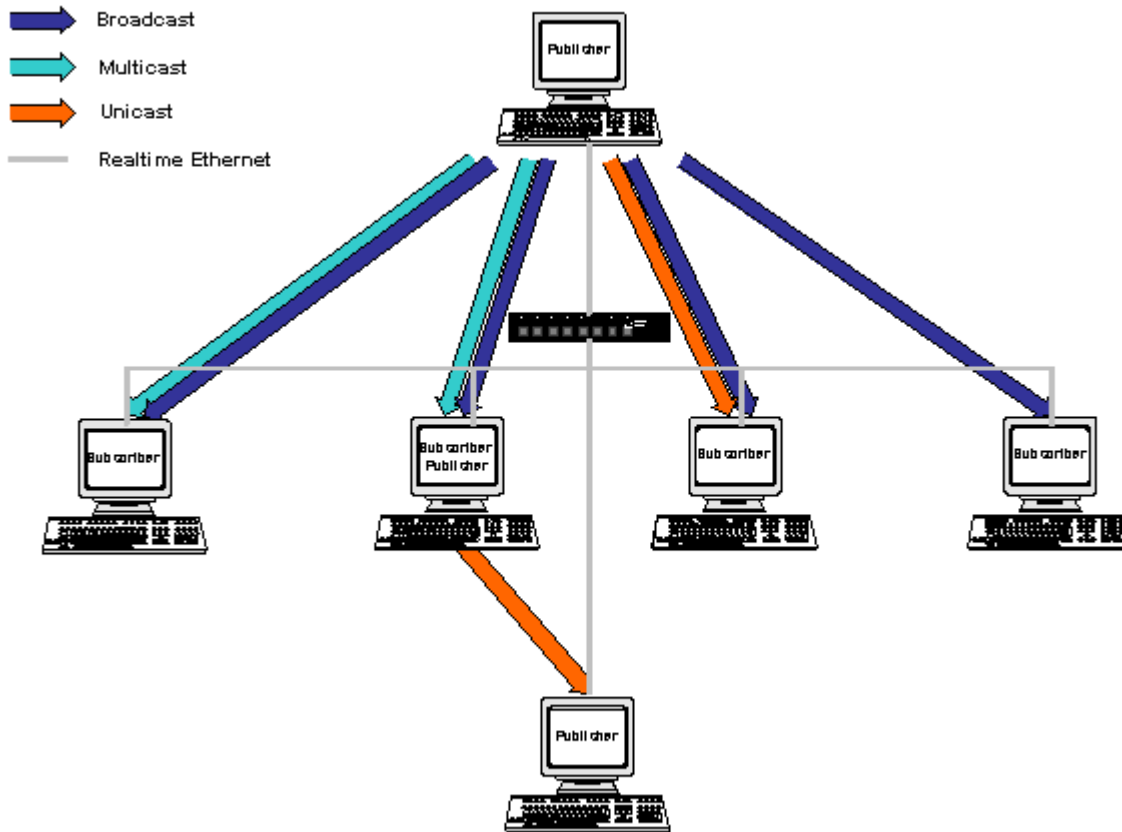 Broadcast
Multicast
Unicast
Realtime Ethernet
Publisher
Subscriber
Subscriber
Publisher
Subscriber
Subscriber
Publisher